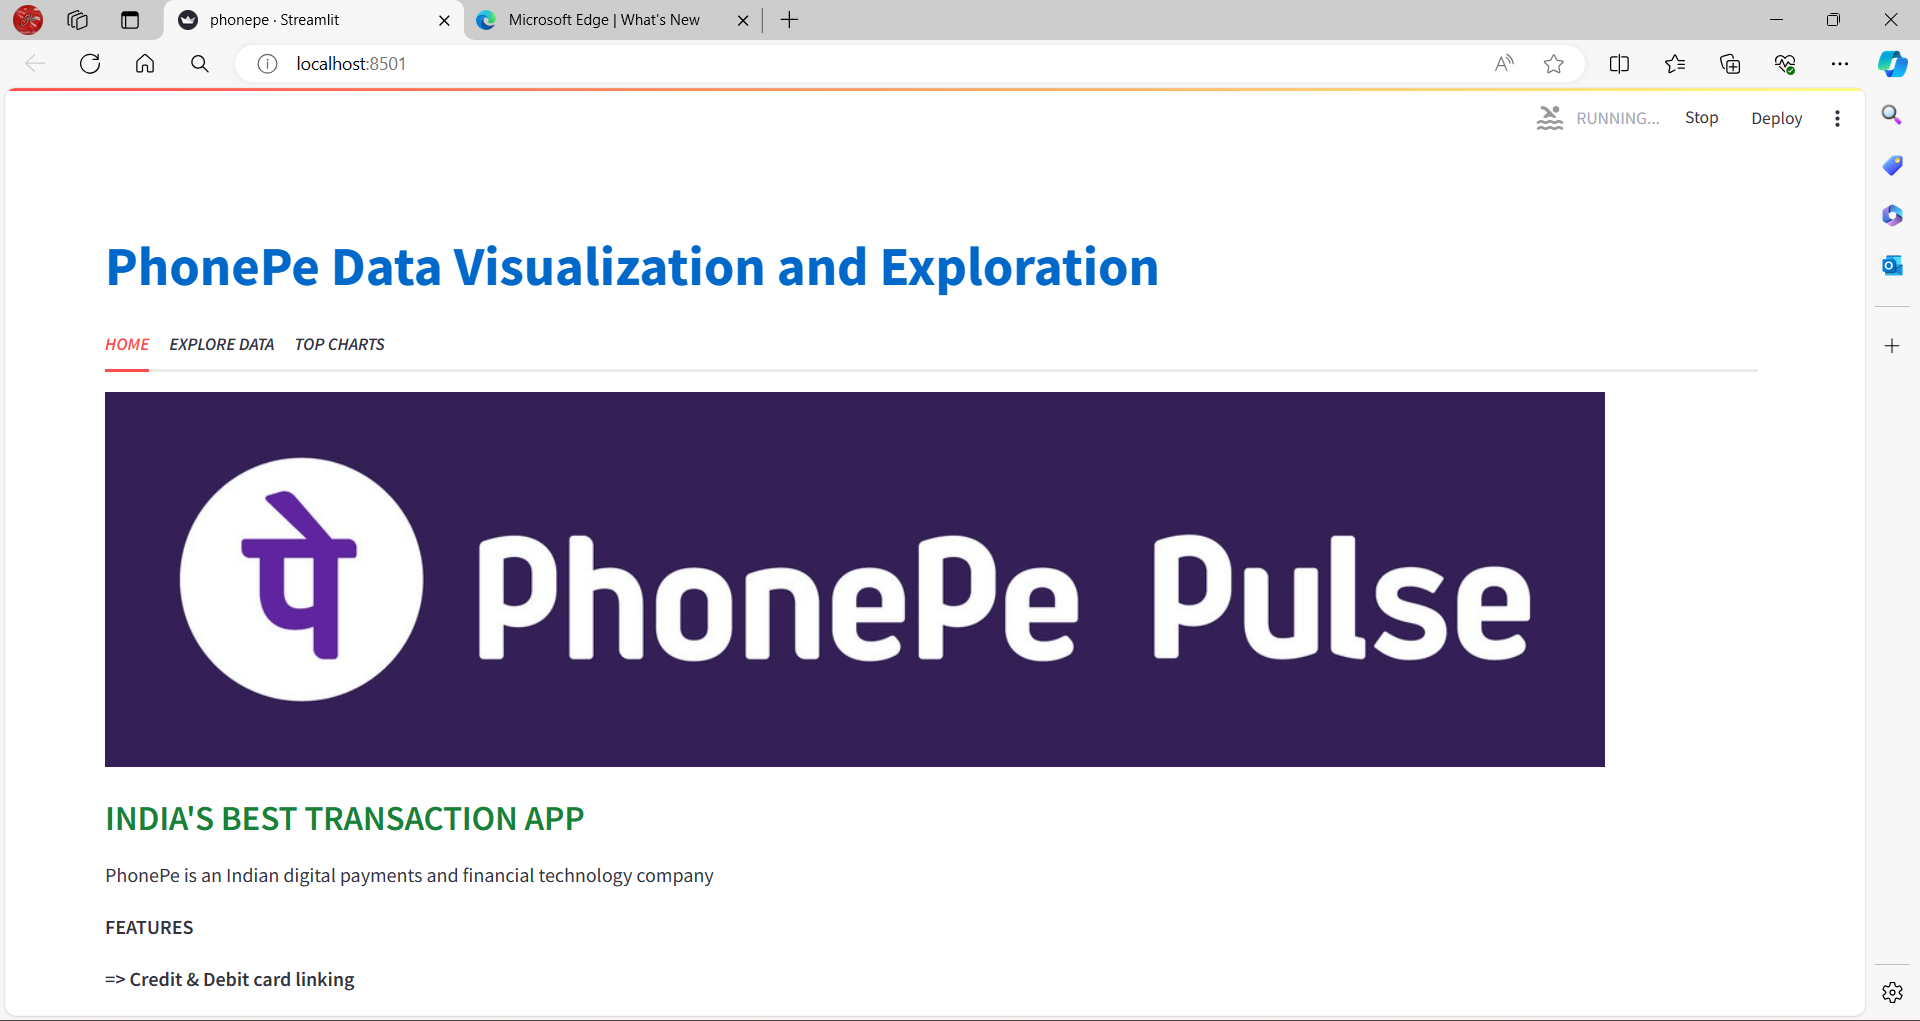 phonepe · Streamlit
Microsoft Edge | What's New
localhost:8501
RUNNING...
Stop
Deploy
PhonePe Data Visualization and Exploration
HOME
EXPLORE DATA
TOP CHARTS
पे PhonePe Pulse
INDIA'S BEST TRANSACTION APP
PhonePe is an Indian digital payments and financial technology company
FEATURES
=> Credit & Debit card linking